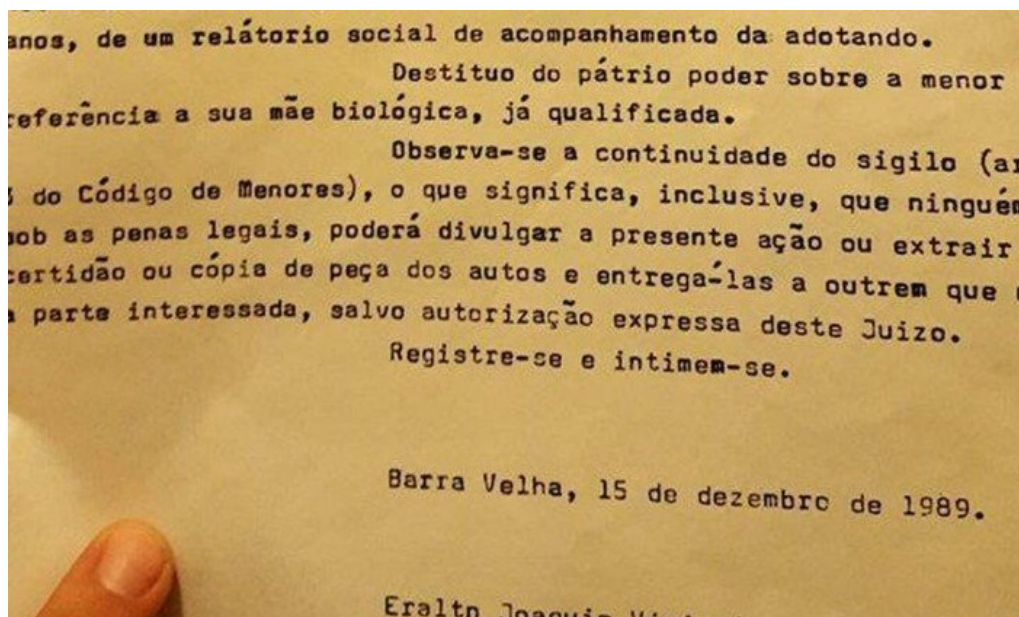 anos, de um relátorio social de acompanhamento da adotando.
Destituo do pátrio poder sobre a menor
referência a sua mãe biológica, já qualificada.
Observa-se a continuidade do sigilo
do Código de Menores), o que significa, inclusive, que ninguém
sob as penas legais, poderá divulgar a presente ação ou extrair
certidão ou cópia de peça dos autos e entregá-las a outrem que
a parte interessada, salvo autorização expressa deste Juizo.
Registre-se e intimem-se.
Barra Velha, 15 de dezembro de 1989.
Joaquim